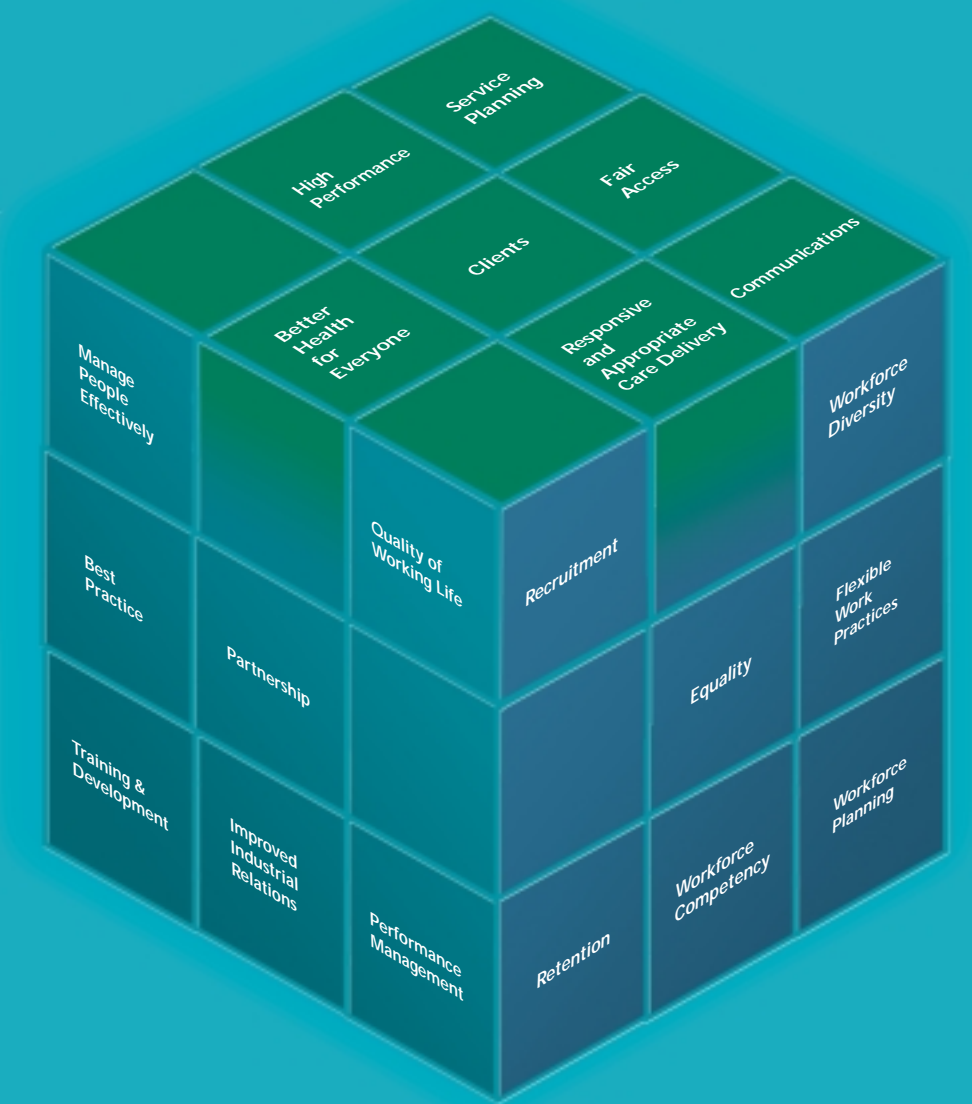 Service
Planning
High
Performance
Fair
Access
Clients
Communications
Better
Health
for
Everyone
Responsive
and
Appropriate
Care Delivery
Manage
People
Effectively
Quality of
Working Life
Best
Practice
Partnership
Training &
Development
Improved
Industrial
Relations
Performance
Management
Recruitment
Workforce
Diversity
Equality
Flexible
Work
Practices
Retention
Workforce
Competency
Workforce
Planning